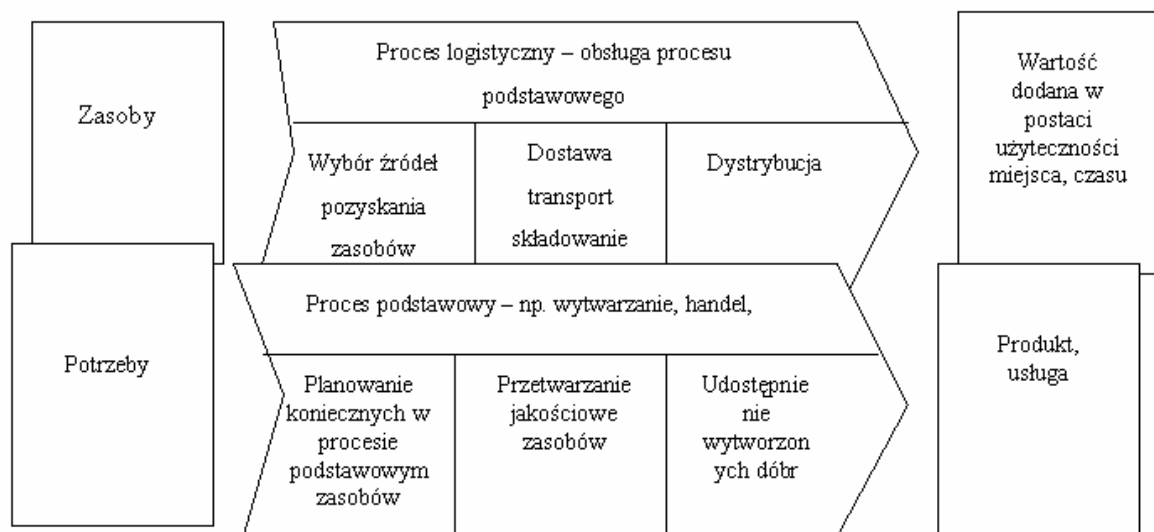 Zasoby
Proces logistyczny – obsługa procesu
podstawowego
Wybór źródeł
pozyskania
zasobów
Dostawa
transport
składowanie
Dystrybucja
Wartość
dodana w
postaci
użyteczności
miejsca, czasu
Potrzeby
Proces podstawowy – np. wytwarzanie, handel,
Planowanie
koniecznych w
procesie
podstawowym
zasobów
Przetwarzanie
jakościowe
zasobów
Udostępnie
nie
wytworzon
ych dóbr
Produkt,
usługa